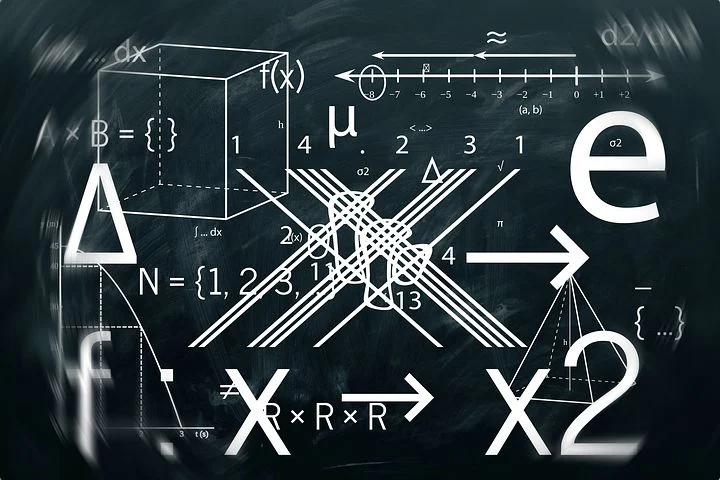 ... dx
f(x)
≈
d2/d
-8 -7 -6 -5 -4 -3 -2 -1 0 +1 +2
(a, b)
h
μ
< ...>
e
A × B = { }
1 4 . 2 3 1
σ2
Δ
√
σ2
π
∫ ... dx
2
(x)
4
Δ
N = {1, 2, 3, ...}
11
13
{ ...}
h
f : x → x2
≠
R × R × R
3 t(s)